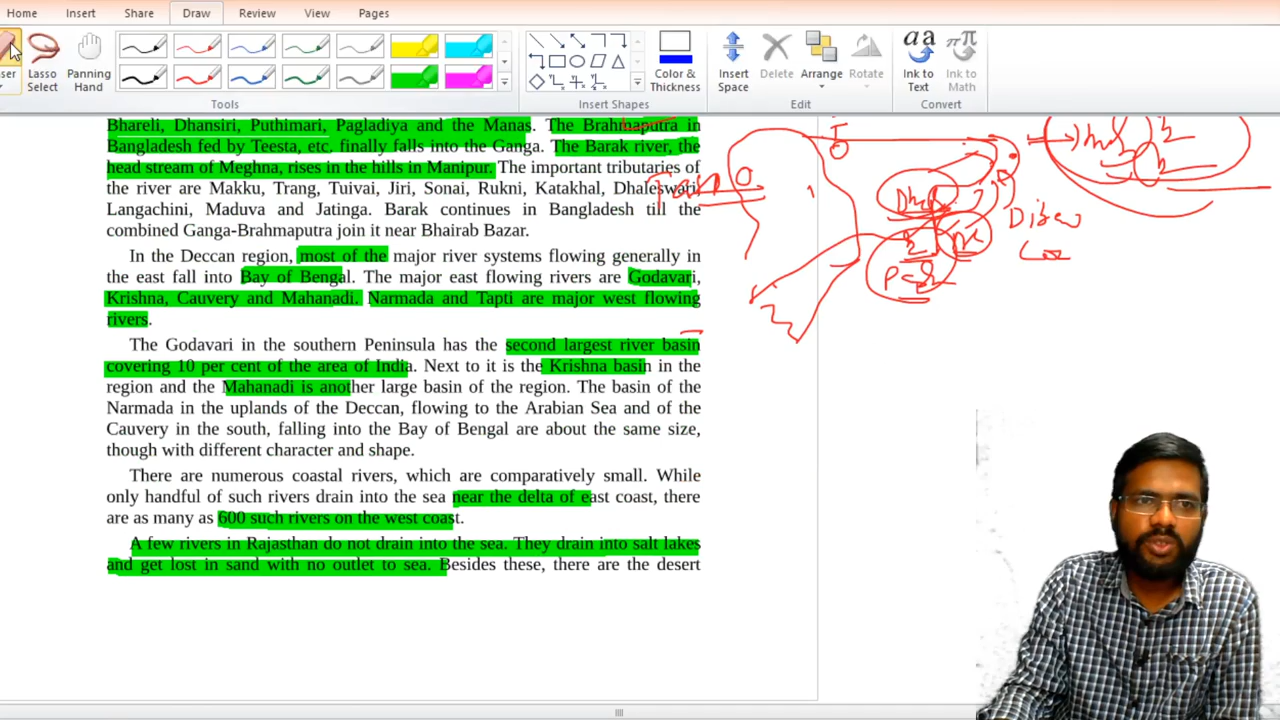 Home Insert Share Draw Review View Pages
Lasso Select
Panning Hand
Color & Thickness
Insert Space
Delete
Arrange
Rotate
Ink to Text
Ink to Math
Tools
Insert Shapes
Edit
Convert
Bhareli, Dhansiri, Puthimari, Pagladiya and the Manas. The Brahmaputra in
Bangladesh fed by Teesta, etc. finally falls into the Ganga. The Barak river, the
head stream of Meghna, rises in the hills in Manipur. The important tributaries of
the river are Makku, Trang, Tuivai, Jiri, Sonai, Rukni, Katakhal, Dhaleswari,
Langachini, Maduva and Jatinga. Barak continues in Bangladesh till the
combined Ganga-Brahmaputra join it near Bhairab Bazar.
In the Deccan region, most of the major river systems flowing generally in
the east fall into Bay of Bengal. The major east flowing rivers are Godavari,
Krishna, Cauvery and Mahanadi. Narmada and Tapti are major west flowing
rivers.
The Godavari in the southern Peninsula has the second largest river basin
covering 10 per cent of the area of India. Next to it is the Krishna basin in the
region and the Mahanadi is another large basin of the region. The basin of the
Narmada in the uplands of the Deccan, flowing to the Arabian Sea and of the
Cauvery in the south, falling into the Bay of Bengal are about the same size,
though with different character and shape.
There are numerous coastal rivers, which are comparatively small. While
only handful of such rivers drain into the sea near the delta of east coast, there
are as many as 600 such rivers on the west coast.
A few rivers in Rajasthan do not drain into the sea. They drain into salt lakes
and get lost in sand with no outlet to sea. Besides these, there are the desert